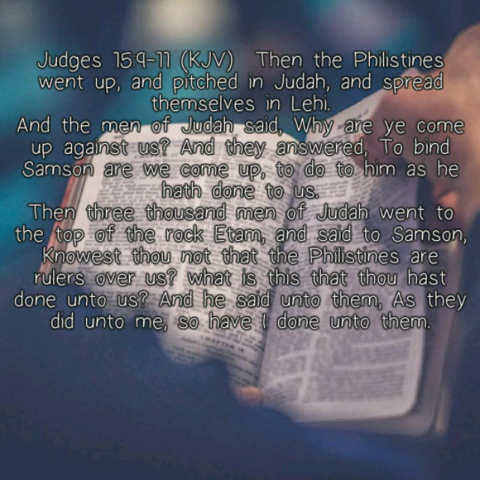 Judges 15:9-11 (KJV) Then the Philistines
went up, and pitched in Judah, and spread
themselves in Lehi.
And the men of Judah said, Why are ye come
up against us? And they answered, To bind
Samson are we come up, to do to him as he
hath done to us.
Then three thousand men of Judah went to
the top of the rock Etam, and said to Samson,
Knowest thou not that the Philistines are
rulers over us? what is this that thou hast
done unto us? And he said unto them, As they
did unto me, so have I done unto them.